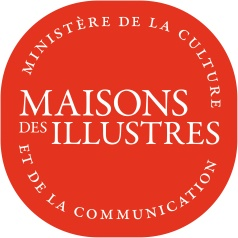 MINISTÈRE DE LA CULTURE
MAISONS
DES ILLUSTRES
ET DE LA COMMUNICATION